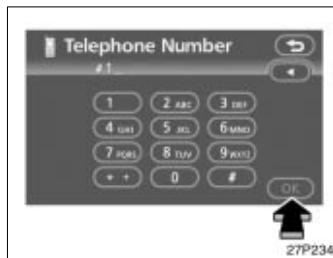 Telephone Number
#1_
1 2 ABC 3 DEF
4 GHI 5 JKL 6 MNO
7 PQRS 8 TUV 9 WXYZ
0 #
OK
27P234